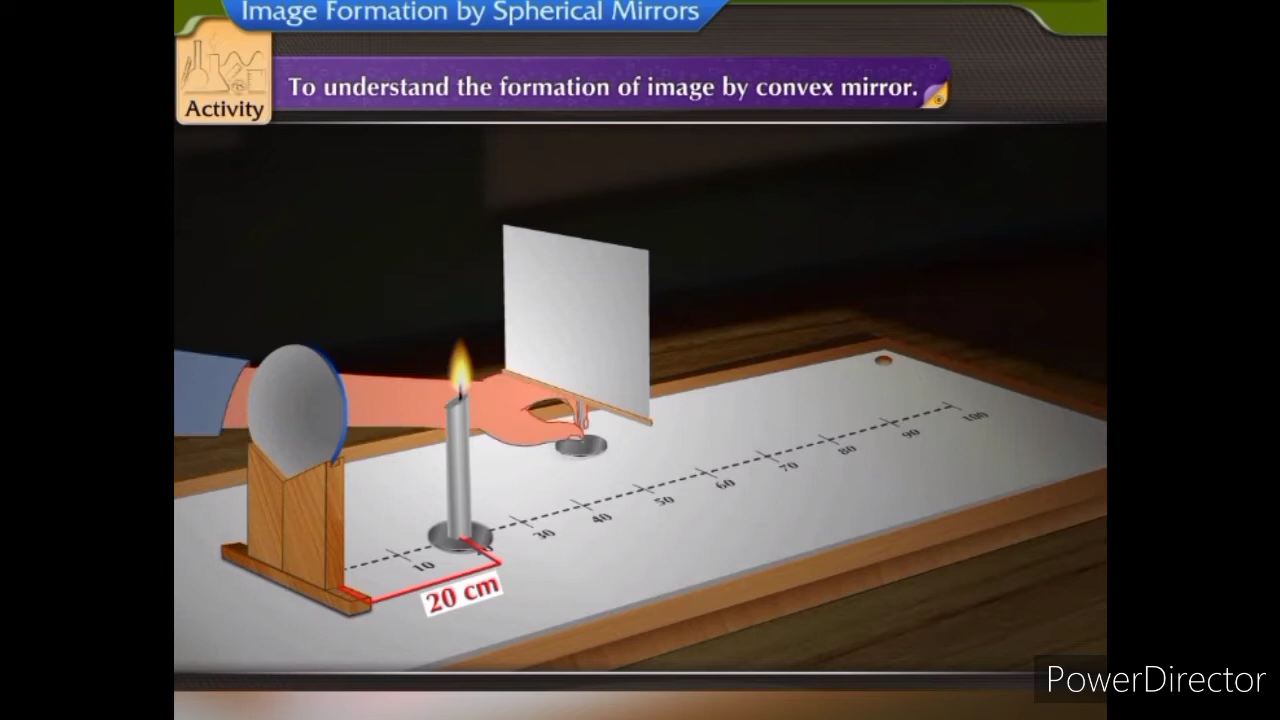 Image Formation by Spherical Mirrors
Activity
To understand the formation of image by convex mirror.
10
30
40
50
60
70
80
90
100
20 cm
PowerDirector